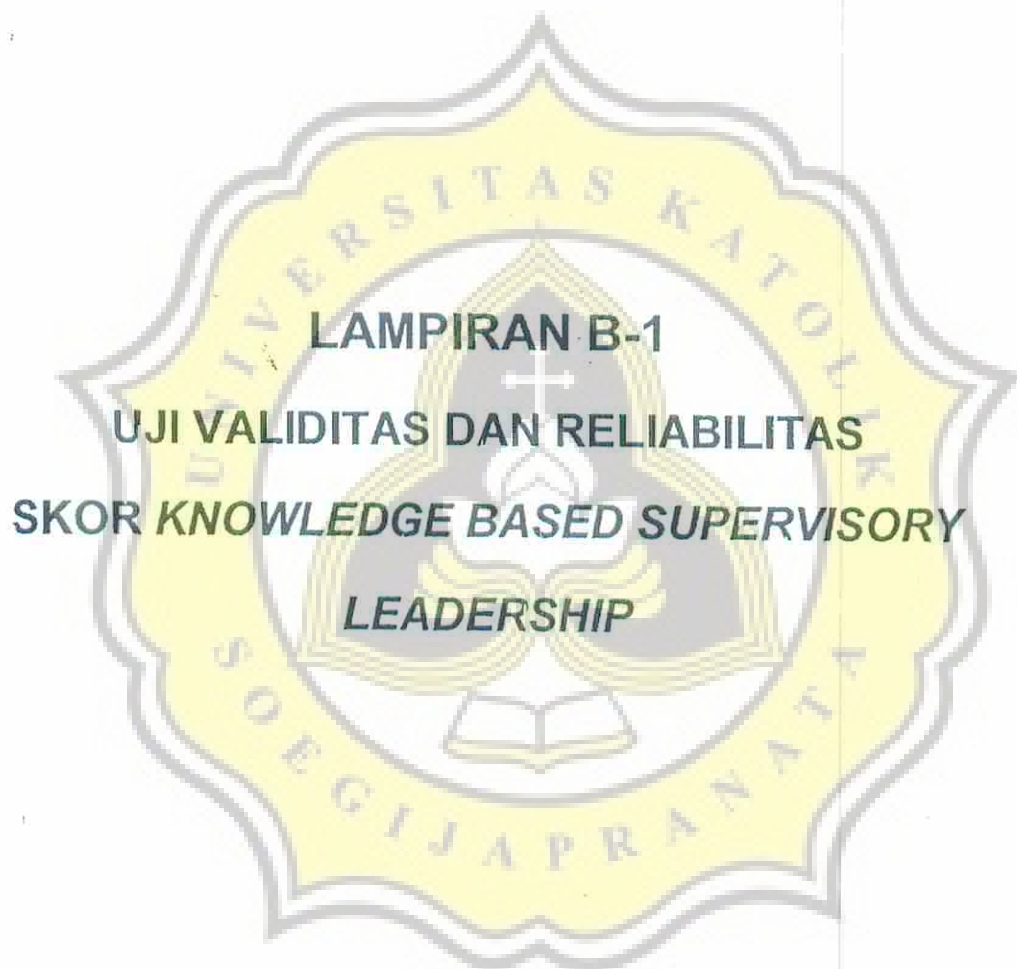 UNIVERSITAS KATOLIK
LAMPIRAN B-1
UJI VALIDITAS DAN RELIABILITAS
SKOR KNOWLEDGE BASED SUPERVISORY
LEADERSHIP
SOEGIJAPRANATA